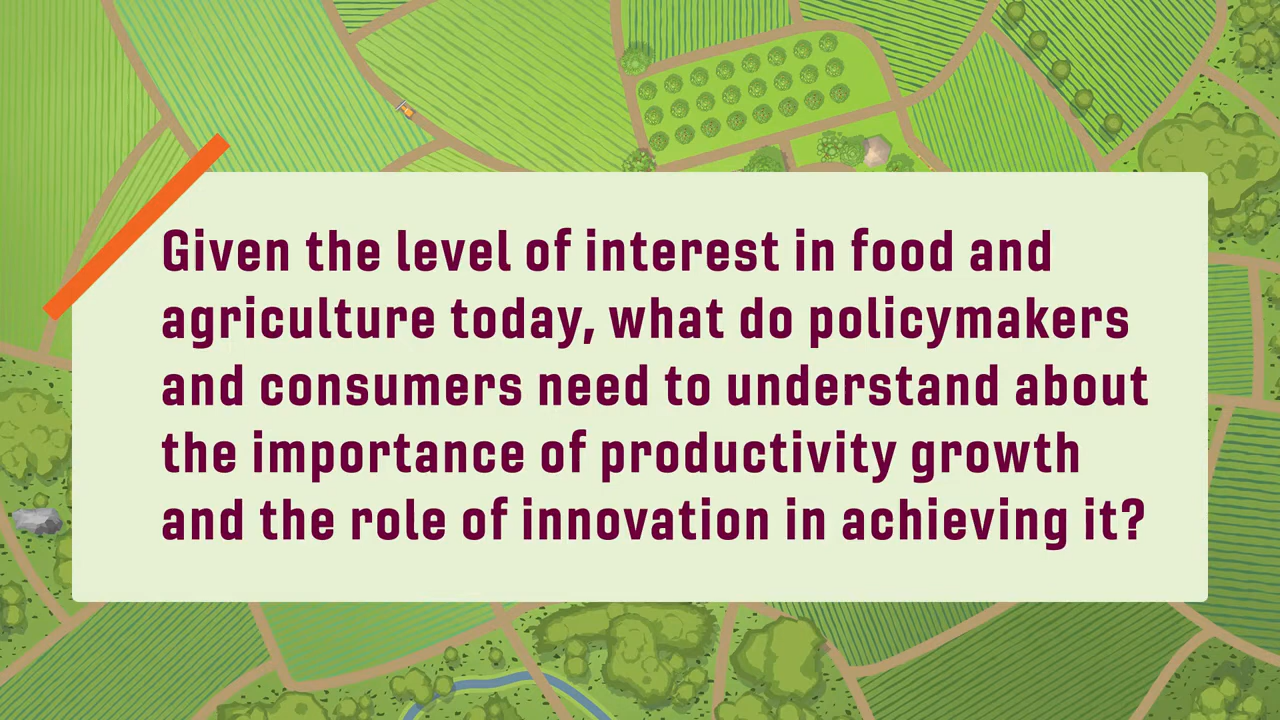 Given the level of interest in food and
agriculture today, what do policymakers
and consumers need to understand about
the importance of productivity growth
and the role of innovation in achieving it?